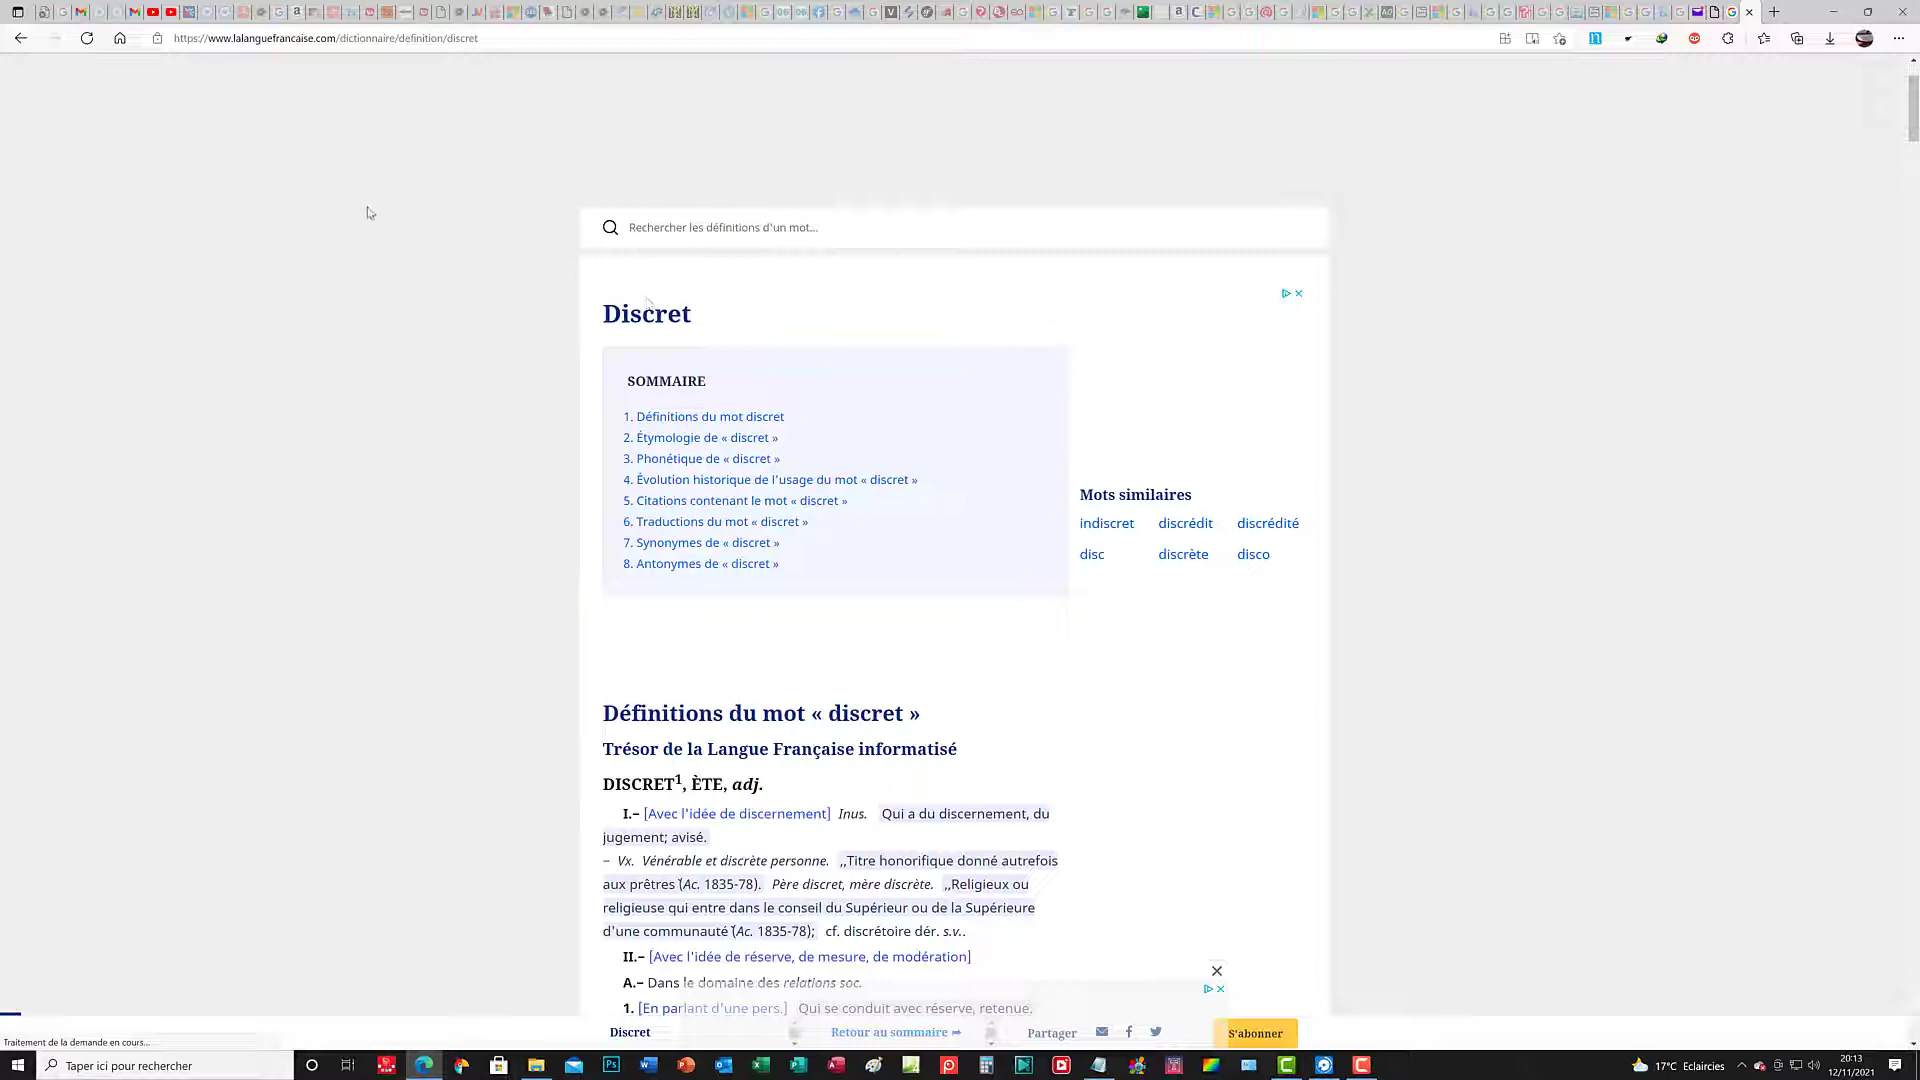 https://www.lalanguefrancaise.com/dictionnaire/definition/discret
Rechercher les définitions d'un mot...
Discret
SOMMAIRE
1. Définitions du mot discret
2. Étymologie de « discret »
3. Phonétique de « discret »
4. Évolution historique de l'usage du mot « discret »
5. Citations contenant le mot « discret »
6. Traductions du mot « discret »
7. Synonymes de « discret »
8. Antonymes de « discret »
Mots similaires
indiscret discrédit discrédité
disc discrète disco
Définitions du mot « discret »
Trésor de la Langue Française informatisé
DISCRET1, ÈTE, adj.
I.− [Avec l'idée de discernement] Inus. Qui a du discernement, du
jugement; avisé.
− Vx. Vénérable et discrète personne. ,,Titre honorifique donné autrefois
aux prêtres`` (Ac. 1835-78). Père discret, mère discrète. ,,Religieux ou
religieuse qui entre dans le conseil du Supérieur ou de la Supérieure
d'une communauté`` (Ac. 1835-78); cf. discrétoire dér. s.v..
II.− [Avec l'idée de réserve, de mesure, de modération]
A.− Dans le domaine des relations soc.
1. [En parlant d'une pers.] Qui se conduit avec réserve, retenue,
Discret Retour au sommaire ➦ Partager S'abonner
Traitement de la demande en cours...
Taper ici pour rechercher
17°C Eclaircies
20:13
12/11/2021